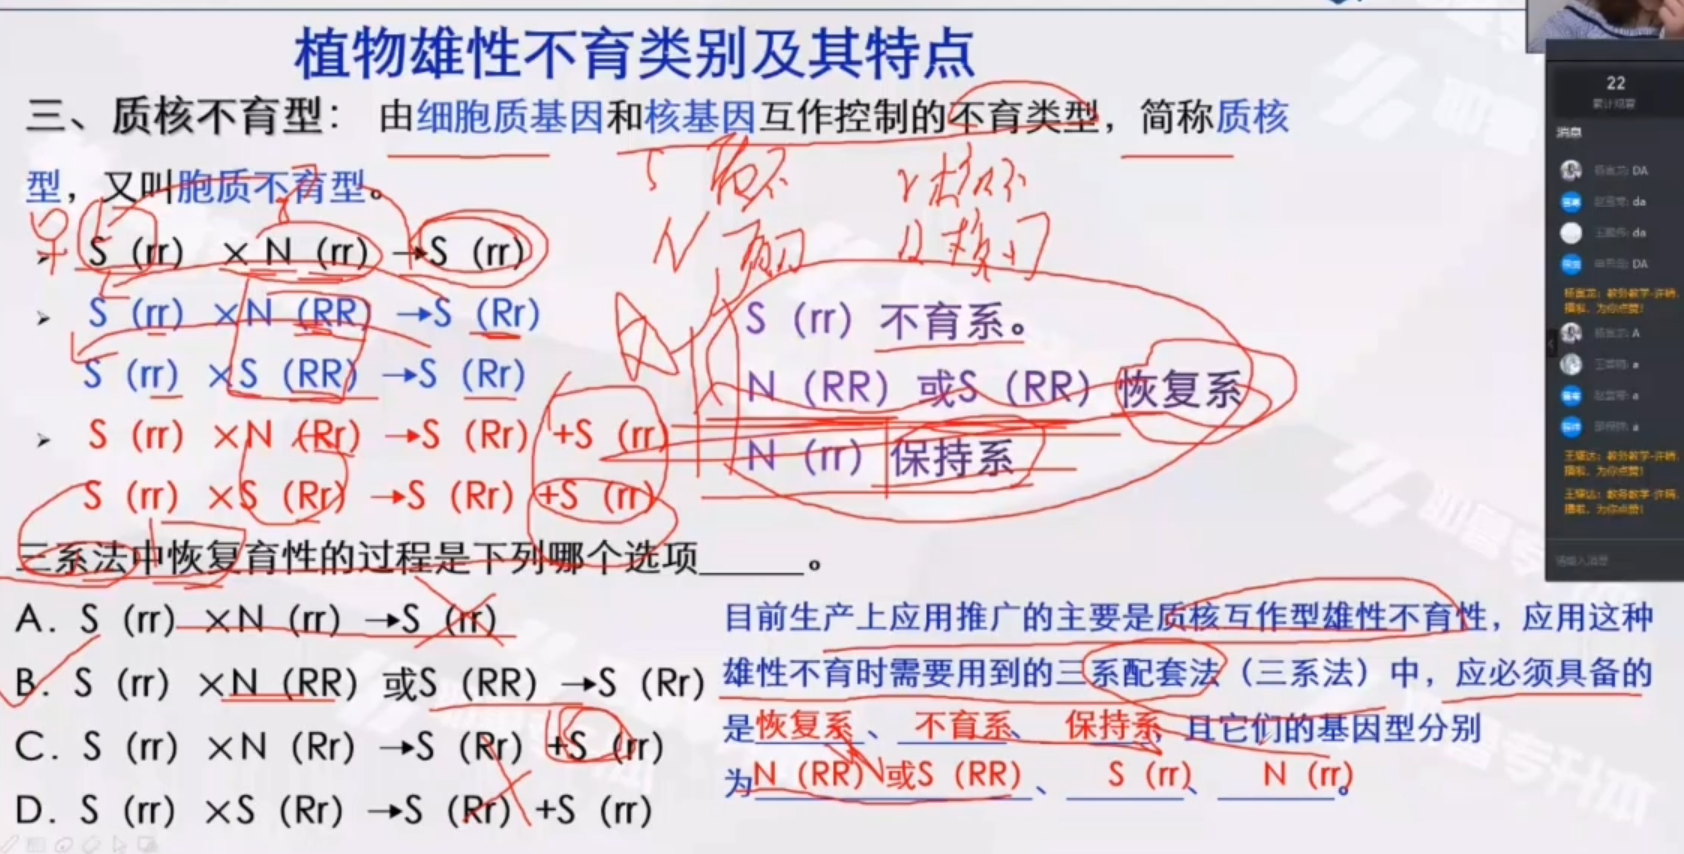 植物雄性不育类别及其特点
三、质核不育型： 由细胞质基因和核基因互作控制的不育类型，简称质核
型，又叫胞质不育型。
S（rr）×N（rr）→S（rr）
S（rr）×N（RR）→S（Rr）
S（rr）×S（RR）→S（Rr）
S（rr）×N（Rr）→S（Rr）+S（rr）
S（rr）×S（Rr）→S（Rr）+S（rr）
S（rr）不育系。
N（RR）或S（RR）恢复系
N（rr）保持系
三系法中恢复育性的过程是下列哪个选项______。
A. S（rr）×N（rr）→S（rr）
B. S（rr）×N（RR）或S（RR）→S（Rr）
C. S（rr）×N（Rr）→S（Rr）+S（rr）
D. S（rr）×S（Rr）→S（Rr）+S（rr）
目前生产上应用推广的主要是质核互作型雄性不育性，应用这种
雄性不育时需要用到的三系配套法（三系法）中，应必须具备的
是恢复系、不育系、保持系，且它们的基因型分别
为N（RR）或S（RR）、S（rr）、N（rr）。
22
消息
DA
da
da
DA
A
a
a
a